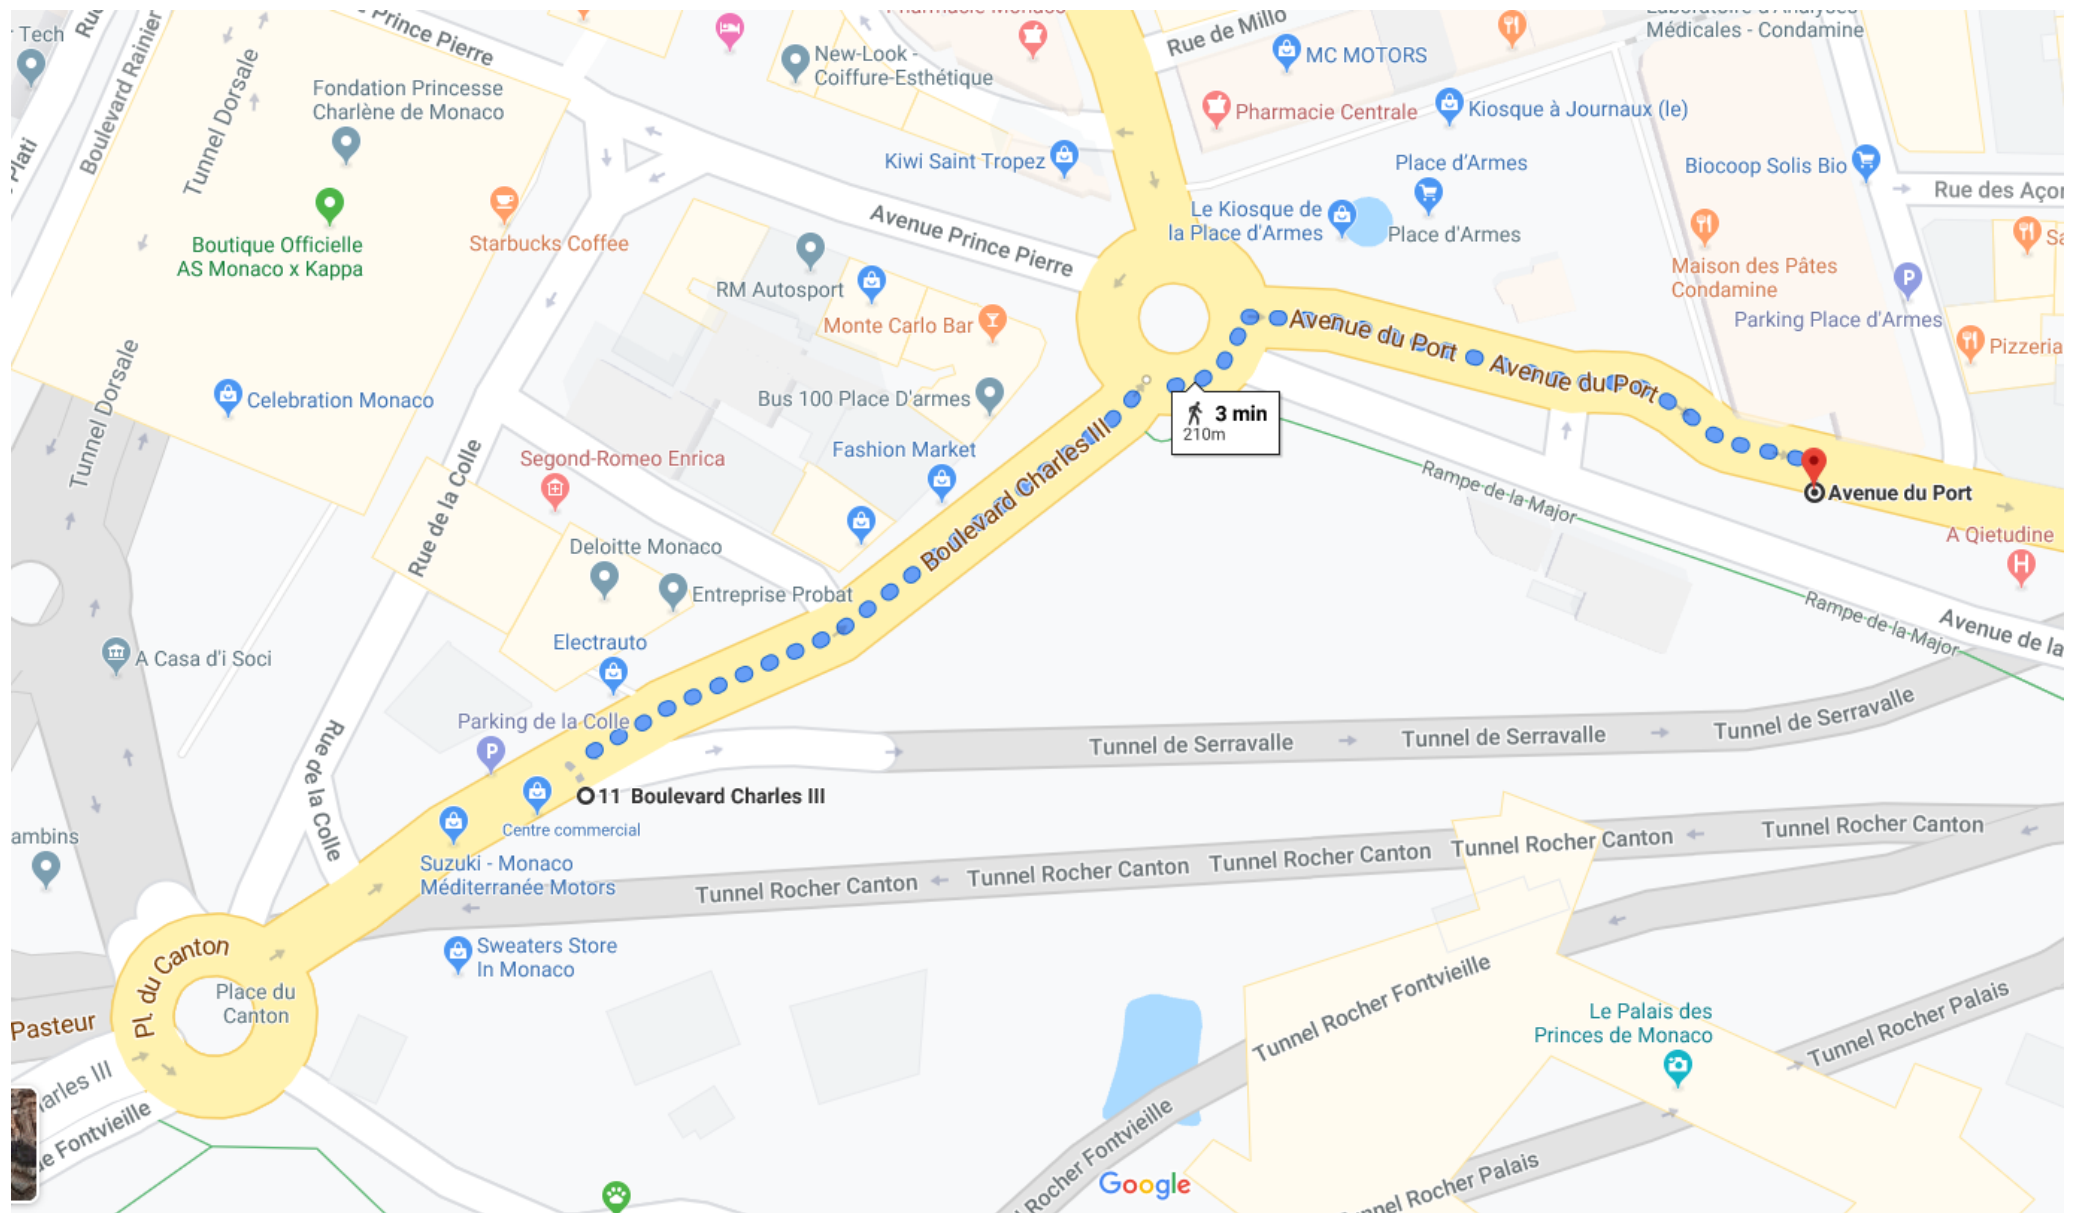 Tech
Boulevard Rainier
Tunnel Dorsale
Prince Pierre
Fondation Princesse
Charlène de Monaco
New-Look -
Coiffure-Esthétique
Pharmacie Monaco
Rue de Millo
MC MOTORS
Médicales - Condamine
Pharmacie Centrale
Kiosque à Journaux (le)
Plati
Boutique Officielle
AS Monaco x Kappa
Starbucks Coffee
Kiwi Saint Tropez
Avenue Prince Pierre
Place d'Armes
Le Kiosque de
la Place d'Armes
Place d'Armes
Biocoop Solis Bio
Rue des Açor
Maison des Pâtes
Condamine
Sa
Parking Place d'Armes
Pizzeria
RM Autosport
Monte Carlo Bar
Avenue du Port
Avenue du Port
Celebration Monaco
Tunnel Dorsale
Bus 100 Place D'armes
3 min
210m
Fashion Market
Segond-Romeo Enrica
Rue de la Colle
Boulevard Charles III
Rampe de la Major
Avenue du Port
A Qietudine
Deloitte Monaco
Entreprise Probat
Electrauto
Rampe de la Major
Avenue de la
A Casa d'i Soci
Parking de la Colle
P
P
H
Rue de la Colle
Tunnel de Serravalle
Tunnel de Serravalle
Tunnel de Serravalle
11 Boulevard Charles III
Centre commercial
Suzuki - Monaco
Méditerranée Motors
ambins
Tunnel Rocher Canton
Tunnel Rocher Canton
Tunnel Rocher Canton
Tunnel Rocher Canton
Tunnel Rocher Canton
Sweaters Store
In Monaco
Pl. du Canton
Place du
Canton
Pasteur
arles III
e Fontvieille
Tunnel Rocher Fontvieille
Le Palais des
Princes de Monaco
Tunnel Rocher Palais
Rocher Fontvieille
Google
nnel Rocher Palais